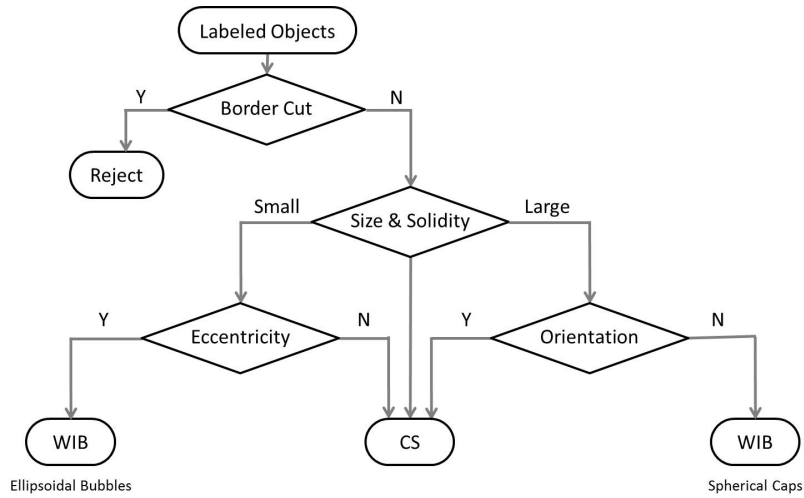 Labeled Objects
Y
Border Cut
N
Reject
Small
Size & Solidity
Large
Y
Eccentricity
N
Y
Orientation
N
WIB
CS
WIB
Ellipsoidal Bubbles
Spherical Caps